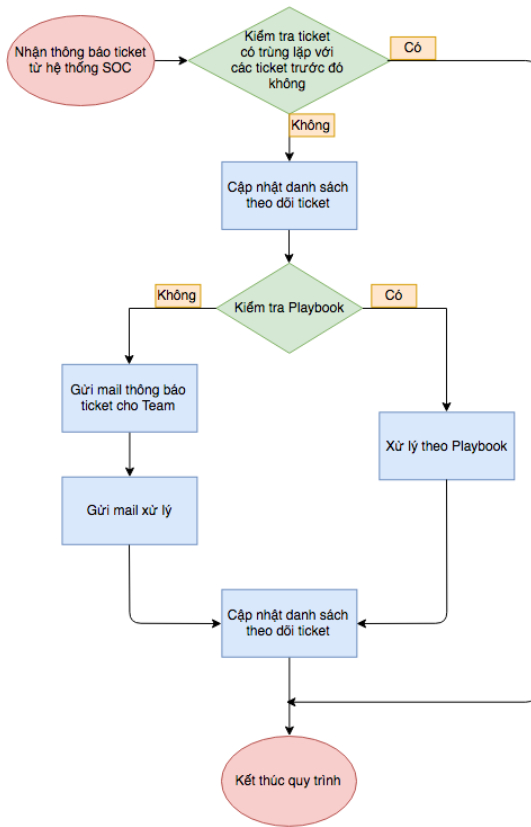 Nhận thông báo ticket
từ hệ thống SOC
Kiểm tra ticket
có trùng lặp với
các ticket trước đó
không
Có
Không
Cập nhật danh sách
theo dõi ticket
Không
Kiểm tra Playbook
Có
Gửi mail thông báo
ticket cho Team
Xử lý theo Playbook
Gửi mail xử lý
Cập nhật danh sách
theo dõi ticket
Kết thúc quy trình